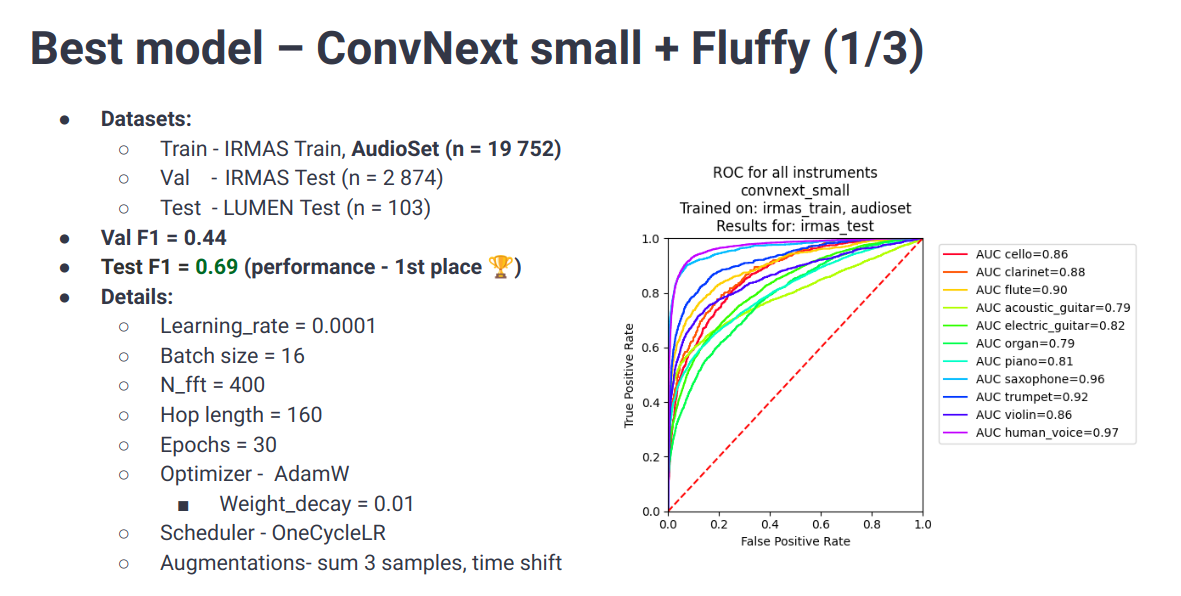 Best model – ConvNext small + Fluffy (1/3)
● Datasets:
○ Train - IRMAS Train, AudioSet (n = 19 752)
○ Val - IRMAS Test (n = 2 874)
○ Test - LUMEN Test (n = 103)
● Val F1 = 0.44
● Test F1 = 0.69 (performance - 1st place 🏆)
● Details:
○ Learning_rate = 0.0001
○ Batch size = 16
○ N_fft = 400
○ Hop length = 160
○ Epochs = 30
○ Optimizer - AdamW
■ Weight_decay = 0.01
○ Scheduler - OneCycleLR
○ Augmentations- sum 3 samples, time shift
ROC for all instruments
convnext_small
Trained on: irmas_train, audioset
Results for: irmas_test
True Positive Rate
1.0
0.8
0.6
0.4
0.2
0.0
0.0 0.2 0.4 0.6 0.8 1.0
False Positive Rate
AUC cello=0.86
AUC clarinet=0.88
AUC flute=0.90
AUC acoustic_guitar=0.79
AUC electric_guitar=0.82
AUC organ=0.79
AUC piano=0.81
AUC saxophone=0.96
AUC trumpet=0.92
AUC violin=0.86
AUC human_voice=0.97